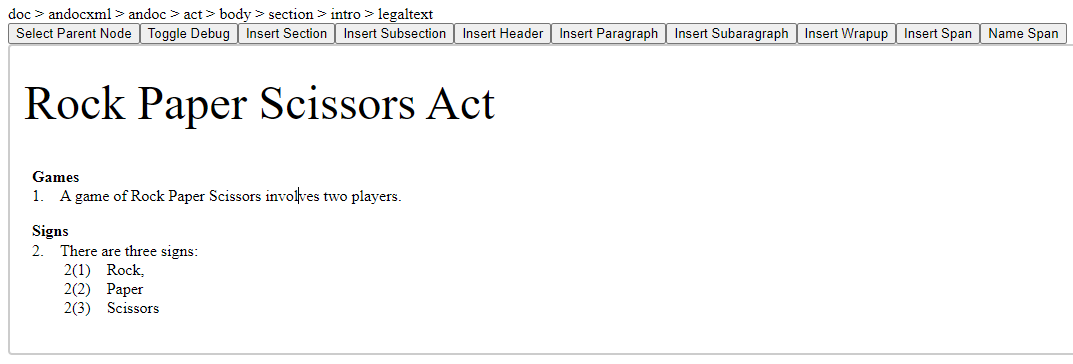 doc > andocxml > andoc > act > body > section > intro > legaltext
Select Parent Node Toggle Debug Insert Section Insert Subsection Insert Header Insert Paragraph Insert Subaragraph Insert Wrapup Insert Span Name Span
Rock Paper Scissors Act
Games
1. A game of Rock Paper Scissors involves two players.
Signs
2. There are three signs:
2(1) Rock,
2(2) Paper
2(3) Scissors